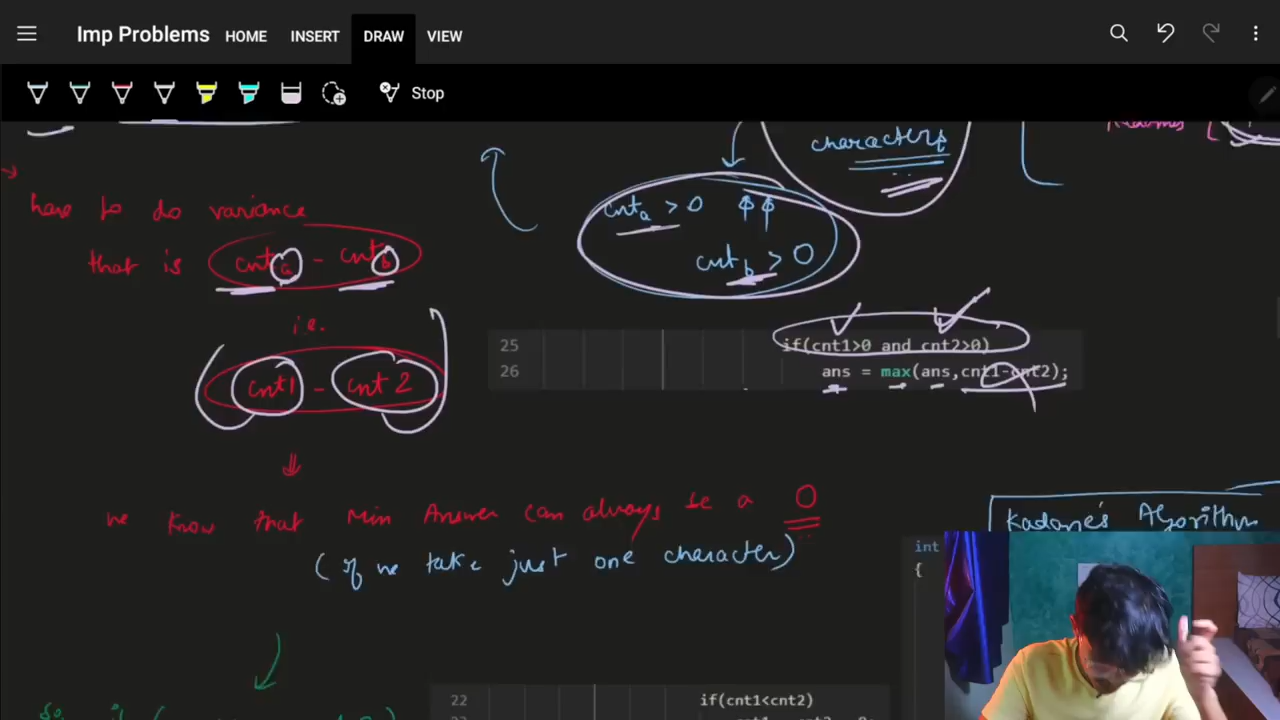 Imp Problems HOME INSERT DRAW VIEW
Stop
characters
have to do variance
that is cnta - cntb
cnta > 0
cntb > 0
i.e.
cnt1 - cnt 2
25 if(cnt1>0 and cnt2>0)
26 ans = max(ans,cnt1-cnt2);
we know that Min Answer can always be a 0
(if we take just one character)
Kadane's Algorithm
int
{
22 if(cnt1<cnt2)